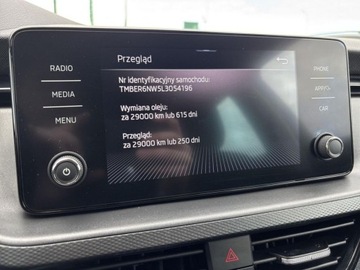 Przegląd
RADIO
MEDIA
MENU
Nr identyfikacyjny samochodu:
TMBER6NW5L3054196
Wymiana oleju:
za 29000 km lub 615 dni
Przegląd:
za 29000 km lub 250 dni
PHONE
APP
CAR